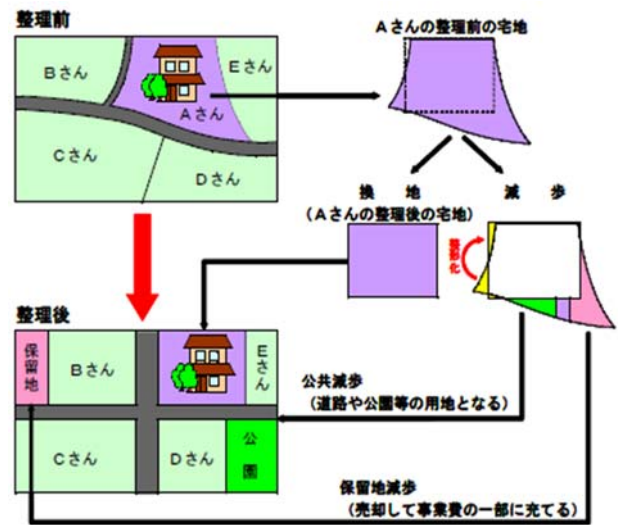 整理前
Bさん
Eさん
Aさん
Cさん
Dさん
Aさんの整理前の宅地
換　地
（Aさんの整理後の宅地）
減　歩
整形化
整理後
保留地
Bさん
Eさん
Cさん
Dさん
公園
公共減歩
（道路や公園等の用地となる）
保留地減歩
（売却して事業費の一部に充てる）